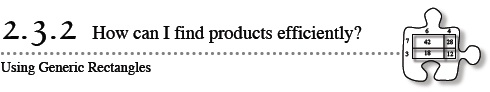 2.3.2 How can I find products efficiently?
Using Generic Rectangles
6 4
7 42 28
3 18 12